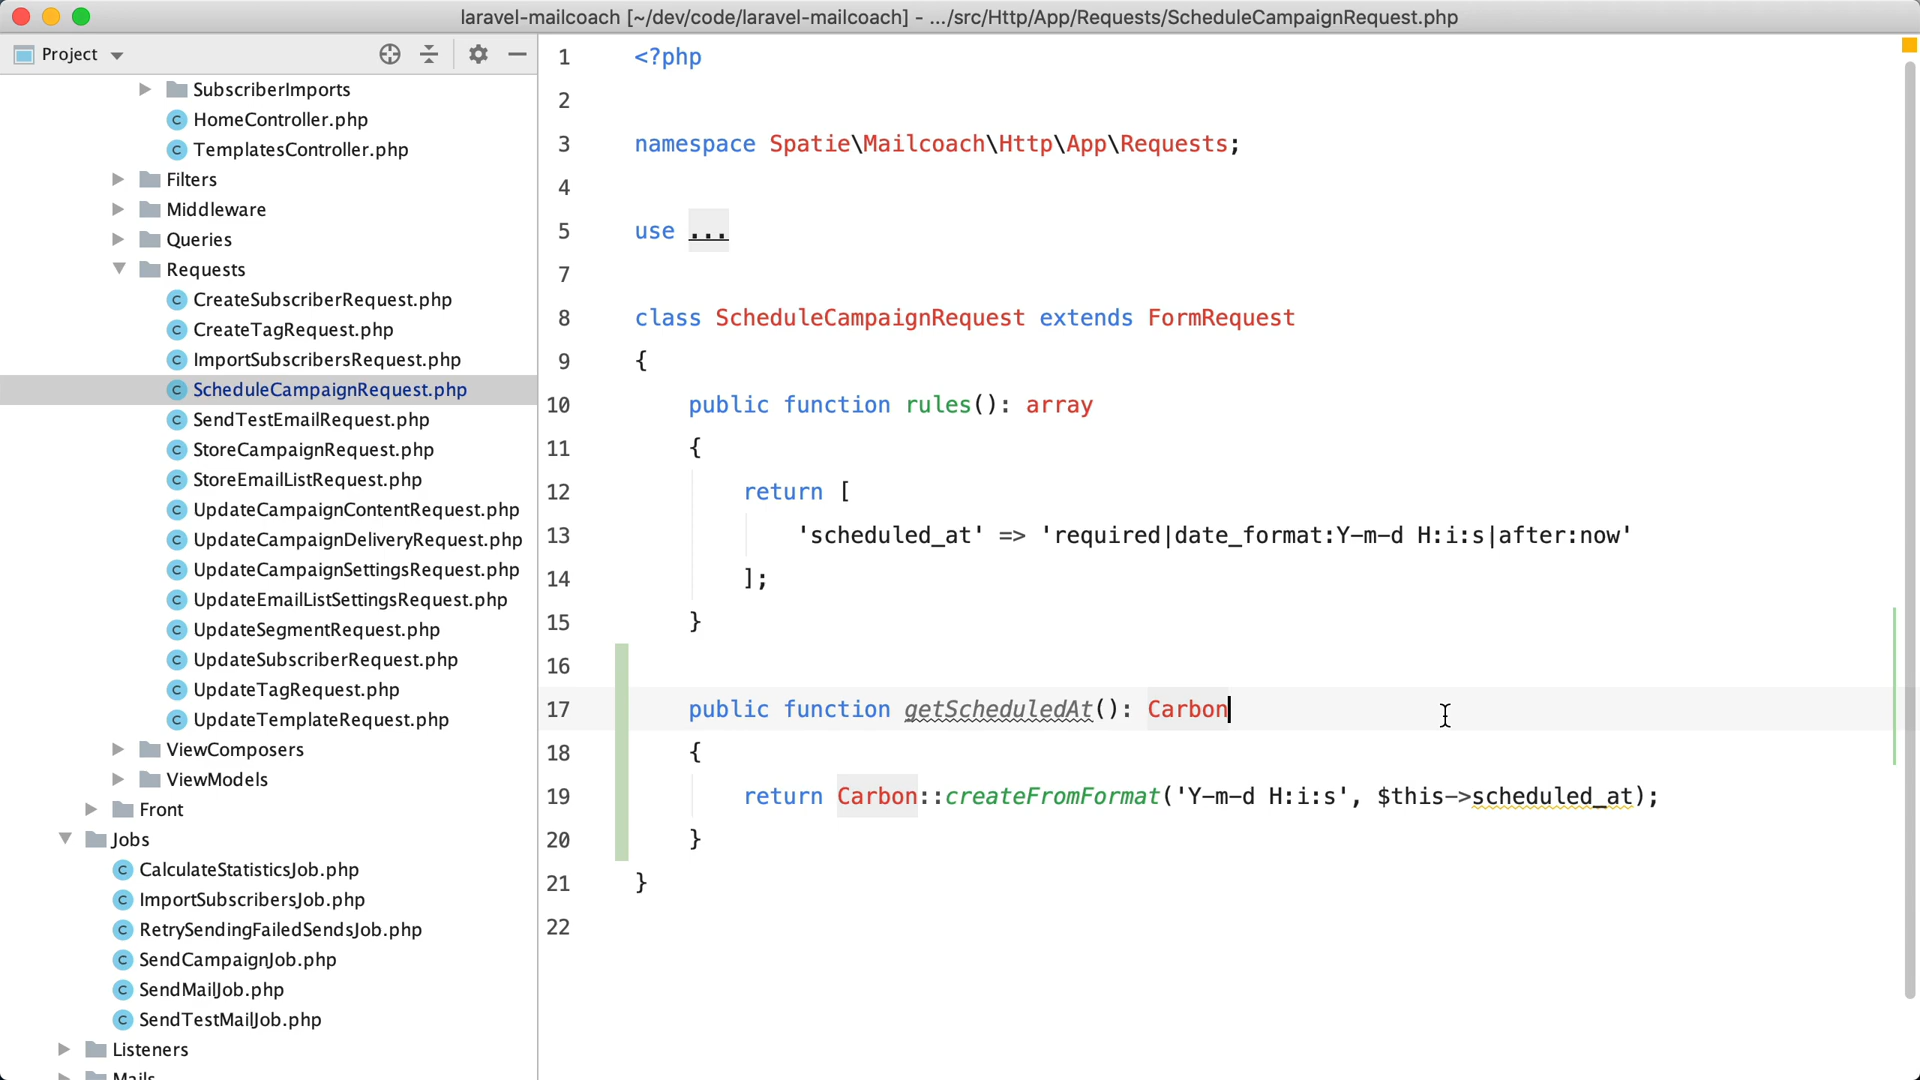 laravel-mailcoach [~/dev/code/laravel-mailcoach] - .../src/Http/App/Requests/ScheduleCampaignRequest.php
Project
SubscriberImports
HomeController.php
TemplatesController.php
Filters
Middleware
Queries
Requests
CreateSubscriberRequest.php
CreateTagRequest.php
ImportSubscribersRequest.php
ScheduleCampaignRequest.php
SendTestEmailRequest.php
StoreCampaignRequest.php
StoreEmailListRequest.php
UpdateCampaignContentRequest.php
UpdateCampaignDeliveryRequest.php
UpdateCampaignSettingsRequest.php
UpdateEmailListSettingsRequest.php
UpdateSegmentRequest.php
UpdateSubscriberRequest.php
UpdateTagRequest.php
UpdateTemplateRequest.php
ViewComposers
ViewModels
Front
Jobs
CalculateStatisticsJob.php
ImportSubscribersJob.php
RetrySendingFailedSendsJob.php
SendCampaignJob.php
SendMailJob.php
SendTestMailJob.php
Listeners
Mails
1 <?php
2
3 namespace Spatie\Mailcoach\Http\App\Requests;
4
5 use ...
7
8 class ScheduleCampaignRequest extends FormRequest
9 {
10 public function rules(): array
11 {
12 return [
13 'scheduled_at' => 'required|date_format:Y-m-d H:i:s|after:now'
14 ];
15 }
16
17 public function getScheduledAt(): Carbon
18 {
19 return Carbon::createFromFormat('Y-m-d H:i:s', $this->scheduled_at);
20 }
21 }
22